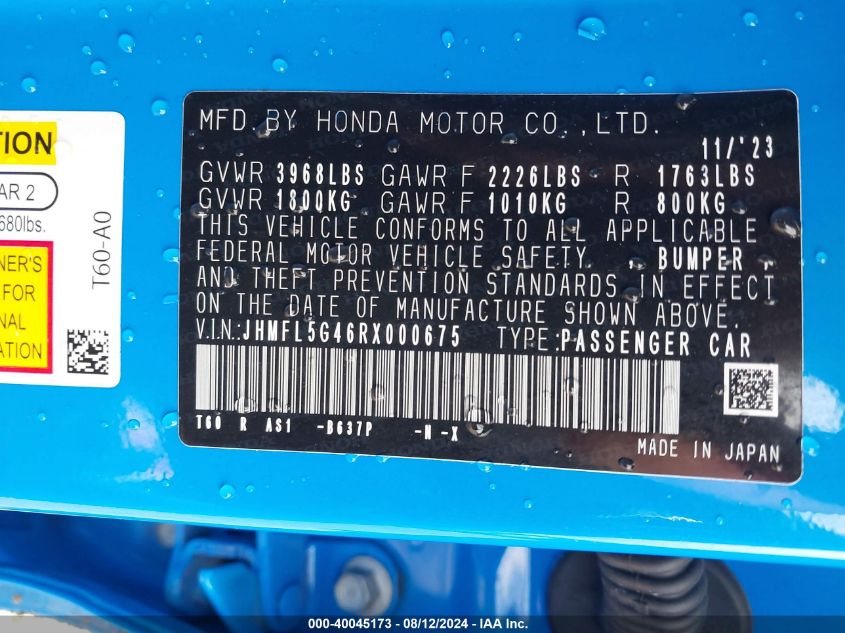 TION
AR 2
680lbs.
NER'S
FOR
NAL
ATION
T60-A0
MFD. BY HONDA MOTOR CO.,LTD.
11/'23
GVWR 3968LBS GAWR F 2226LBS R 1763LBS
GVWR 1800KG GAWR F 1010KG R 800KG
THIS VEHICLE CONFORMS TO ALL APPLICABLE
FEDERAL MOTOR VEHICLE SAFETY, BUMPER,
AND THEFT PREVENTION STANDARDS IN EFFECT
ON THE DATE OF MANUFACTURE SHOWN ABOVE.
V.I.N:JHMFL5G46RX000675 TYPE:PASSENGER CAR
T60 R AS1 -B637P -N -X
MADE IN JAPAN
000-40045173 - 08/12/2024 - IAA Inc.